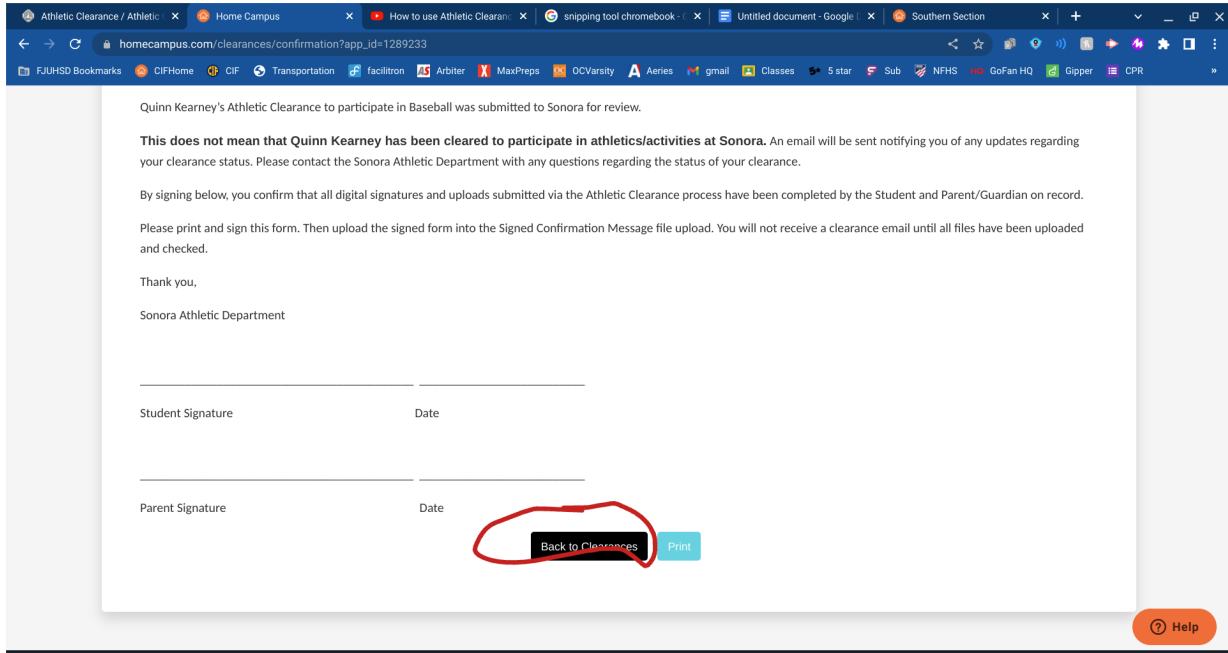 Athletic Clearance / Athletic
Home Campus
How to use Athletic Clearanc
snipping tool chromebook -
Untitled document - Google
Southern Section
homecampus.com/clearances/confirmation?app_id=1289233
FJUHSD Bookmarks CIFHome CIF Transportation facilitron Arbiter MaxPreps OCVarsity Aeries gmail Classes 5 star Sub NFHS GoFan HQ Gipper CPR »
Quinn Kearney's Athletic Clearance to participate in Baseball was submitted to Sonora for review.
This does not mean that Quinn Kearney has been cleared to participate in athletics/activities at Sonora. An email will be sent notifying you of any updates regarding
your clearance status. Please contact the Sonora Athletic Department with any questions regarding the status of your clearance.
By signing below, you confirm that all digital signatures and uploads submitted via the Athletic Clearance process have been completed by the Student and Parent/Guardian on record.
Please print and sign this form. Then upload the signed form into the Signed Confirmation Message file upload. You will not receive a clearance email until all files have been uploaded
and checked.
Thank you,
Sonora Athletic Department
Student Signature Date
Parent Signature Date
Back to Clearances Print
Help